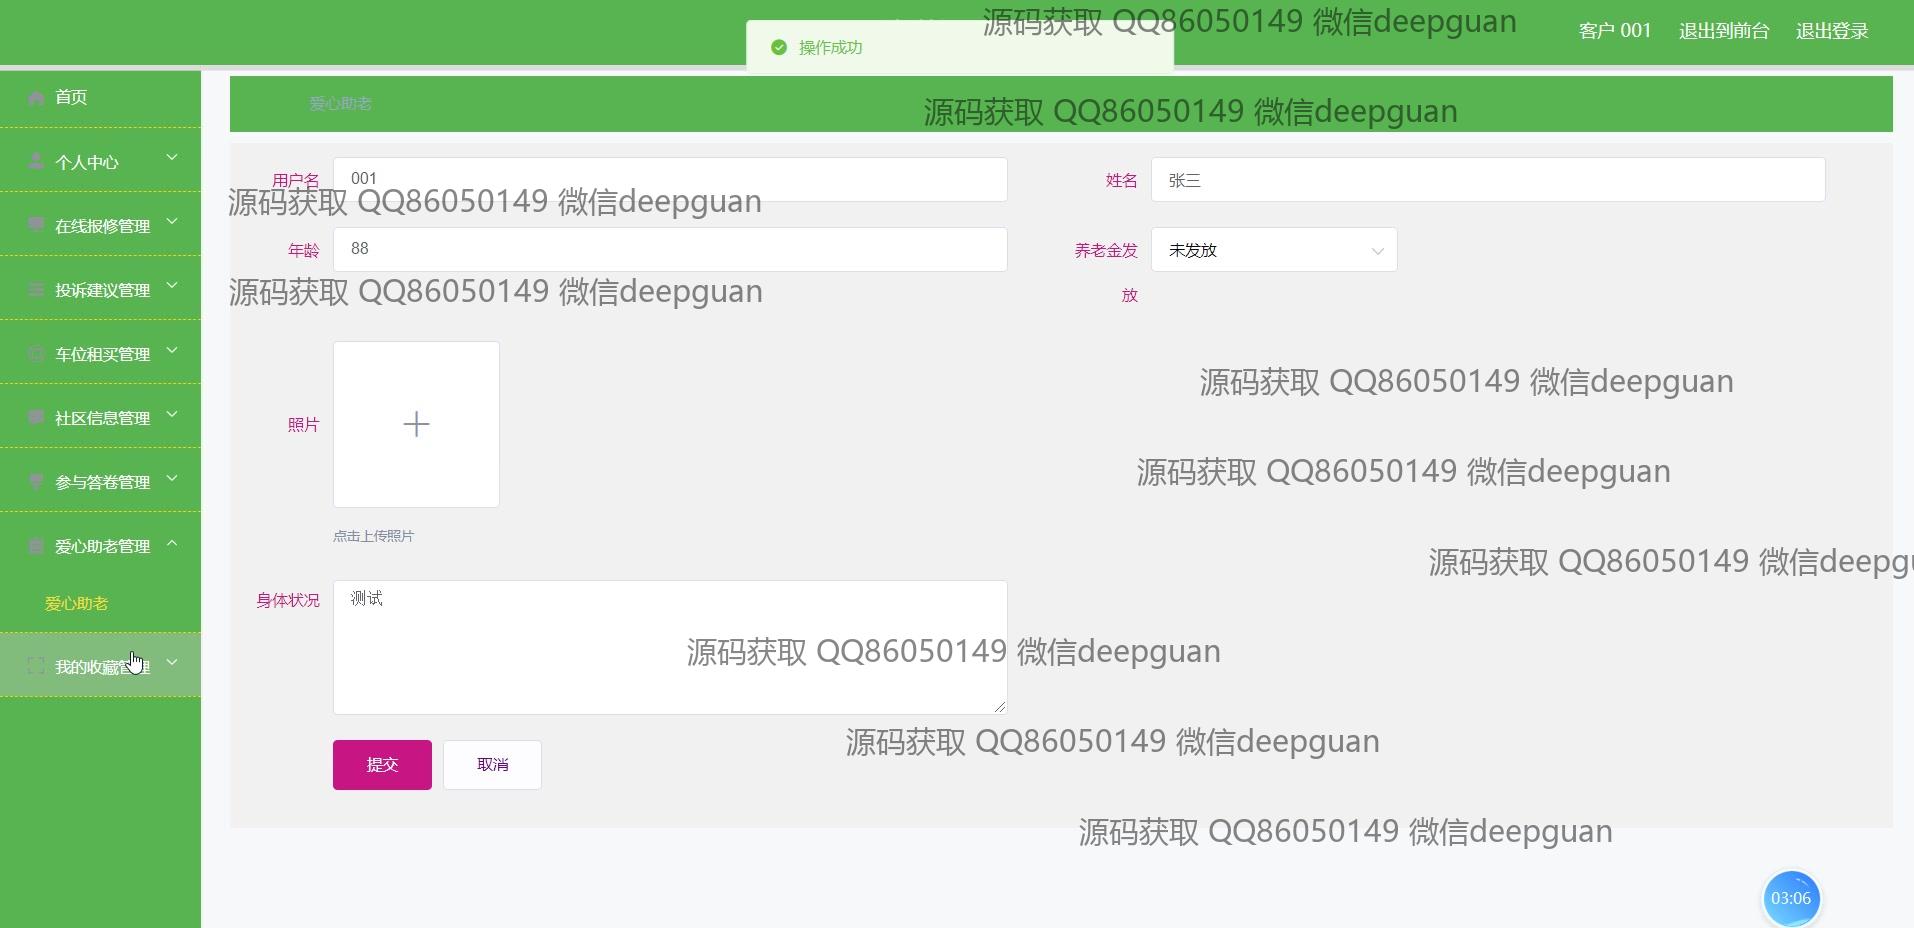 源码获取 QQ86050149 微信deepguan
操作成功
客户 001
退出到前台
退出登录
首页
爱心助老
源码获取 QQ86050149 微信deepguan
个人中心
用户名
001
姓名
张三
源码获取 QQ86050149 微信deepguan
在线报修管理
年龄
88
养老金发
放
未发放
投诉建议管理
源码获取 QQ86050149 微信deepguan
车位租买管理
源码获取 QQ86050149 微信deepguan
社区信息管理
照片
源码获取 QQ86050149 微信deepguan
参与答卷管理
点击上传照片
爱心助老管理
源码获取 QQ86050149 微信deepgu
爱心助老
身体状况
测试
我的收藏管理
源码获取 QQ86050149 微信deepguan
源码获取 QQ86050149 微信deepguan
提交
取消
源码获取 QQ86050149 微信deepguan
03:06